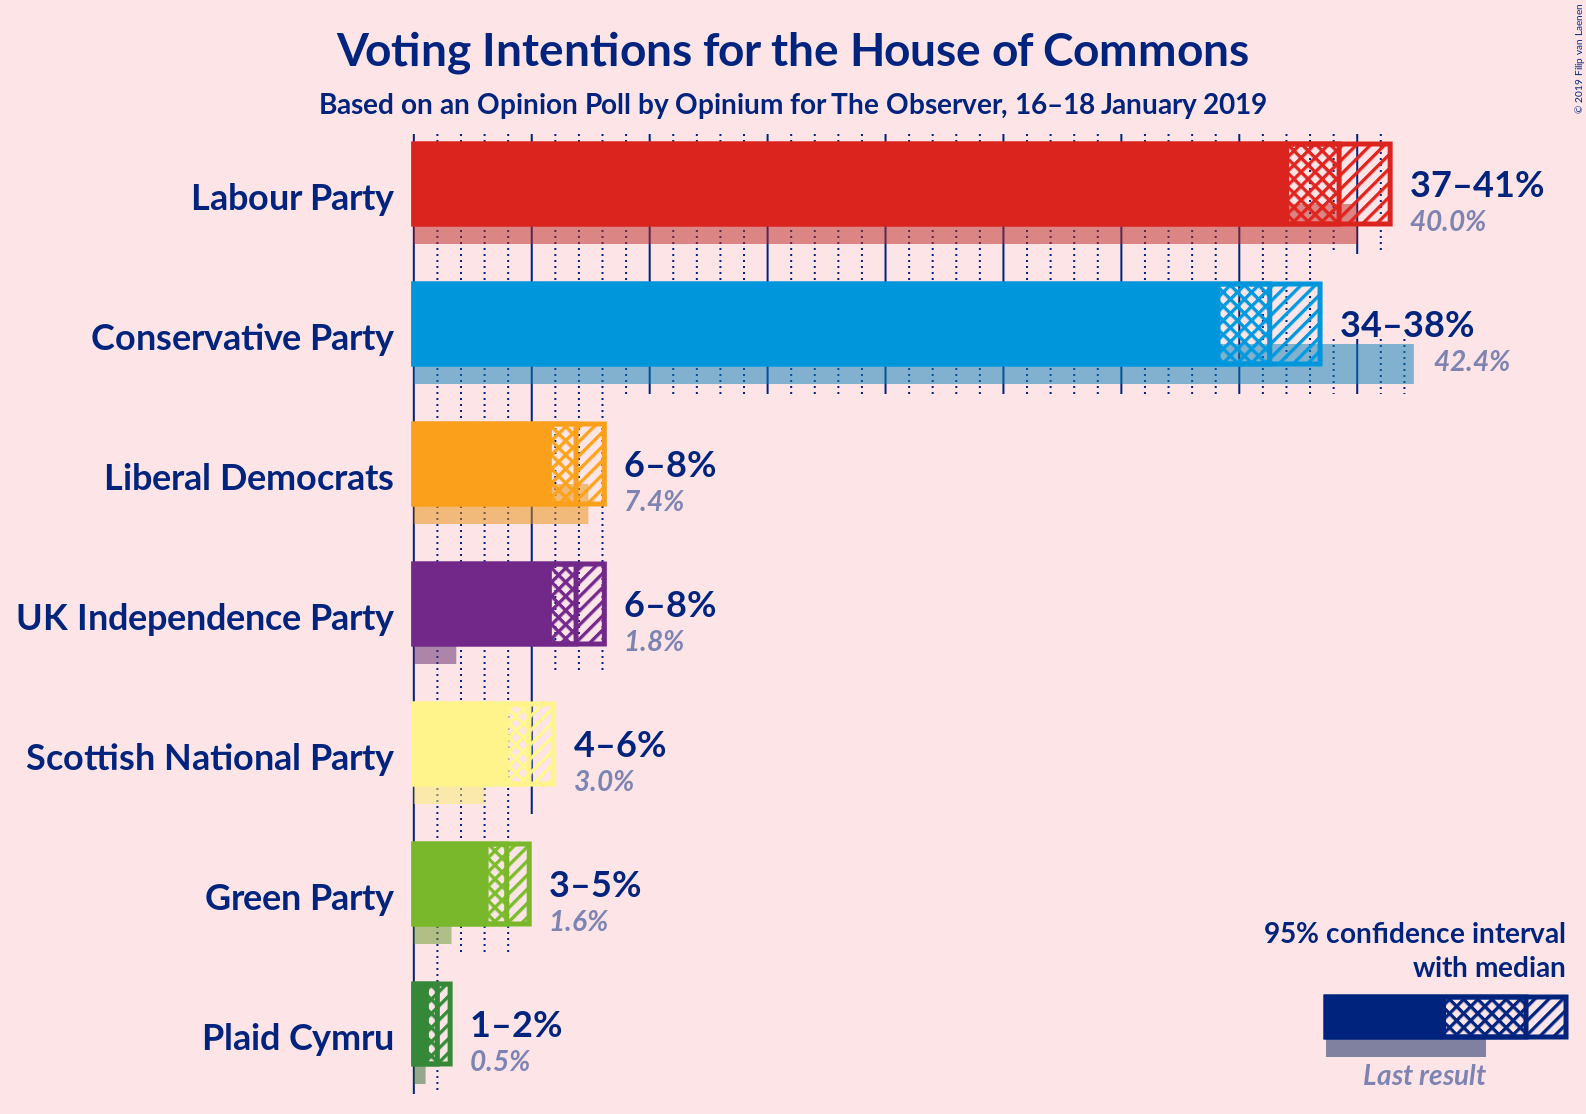 Voting Intentions for the House of Commons
Based on an Opinion Poll by Opinium for The Observer, 16–18 January 2019
© 2019 Filip van Laenen
Labour Party
37–41%
40.0%
Conservative Party
34–38%
42.4%
Liberal Democrats
6–8%
7.4%
UK Independence Party
6–8%
1.8%
Scottish National Party
4–6%
3.0%
Green Party
3–5%
1.6%
Plaid Cymru
1–2%
0.5%
95% confidence interval
with median
Last result